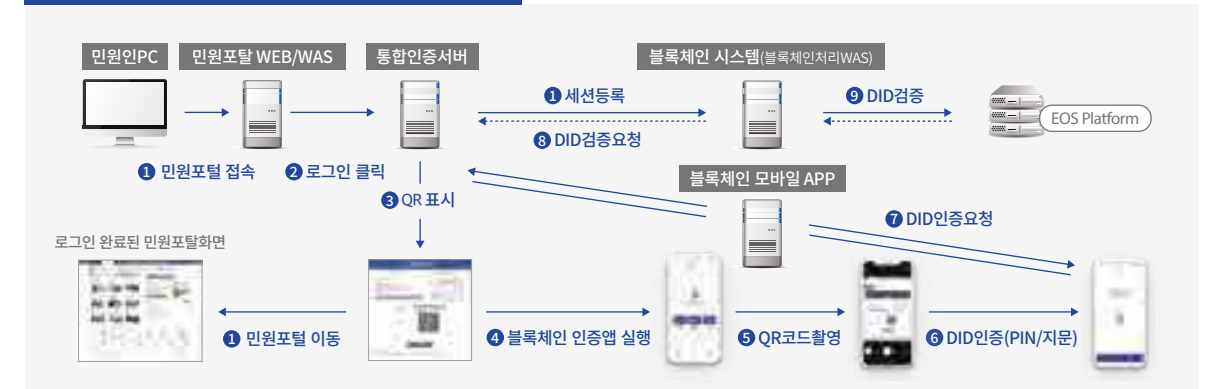 민원인PC
민원포탈 WEB/WAS
통합인증서버
블록체인 시스템(블록체인처리WAS)
❶ 세션등록
❾ DID검증
❽ DID검증요청
EOS Platform
❶ 민원포털 접속
❷ 로그인 클릭
❸ QR 표시
블록체인 모바일 APP
❼ DID인증요청
로그인 완료된 민원포탈화면
❶ 민원포털 이동
❹ 블록체인 인증앱 실행
❺ QR코드촬영
❻ DID인증(PIN/지문)